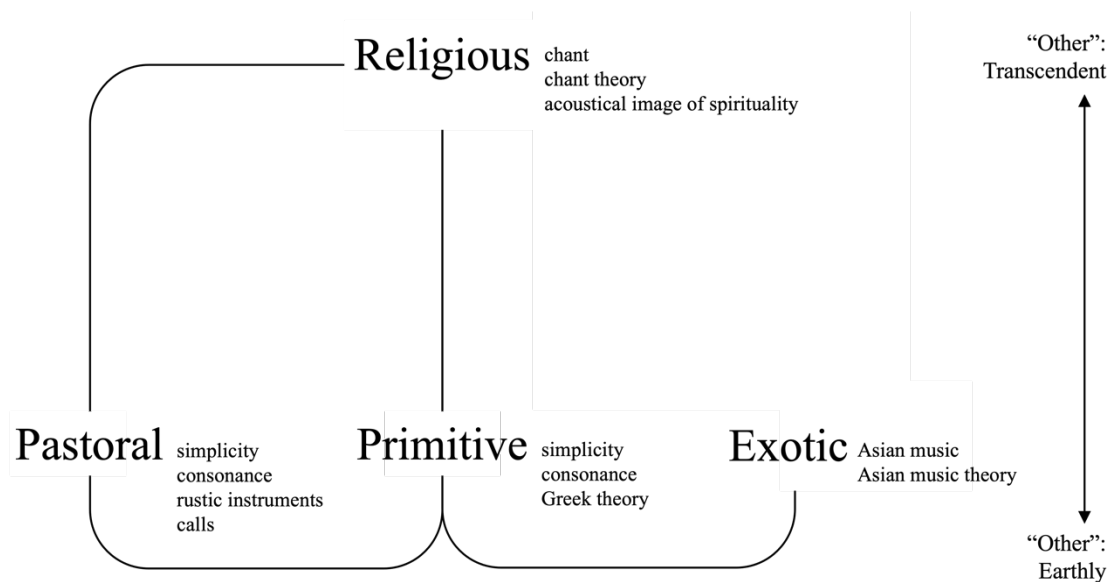 Religious
chant
chant theory
acoustical image of spirituality
“Other”:
Transcendent
Pastoral
simplicity
consonance
rustic instruments
calls
Primitive
simplicity
consonance
Greek theory
Exotic
Asian music
Asian music theory
“Other”:
Earthly